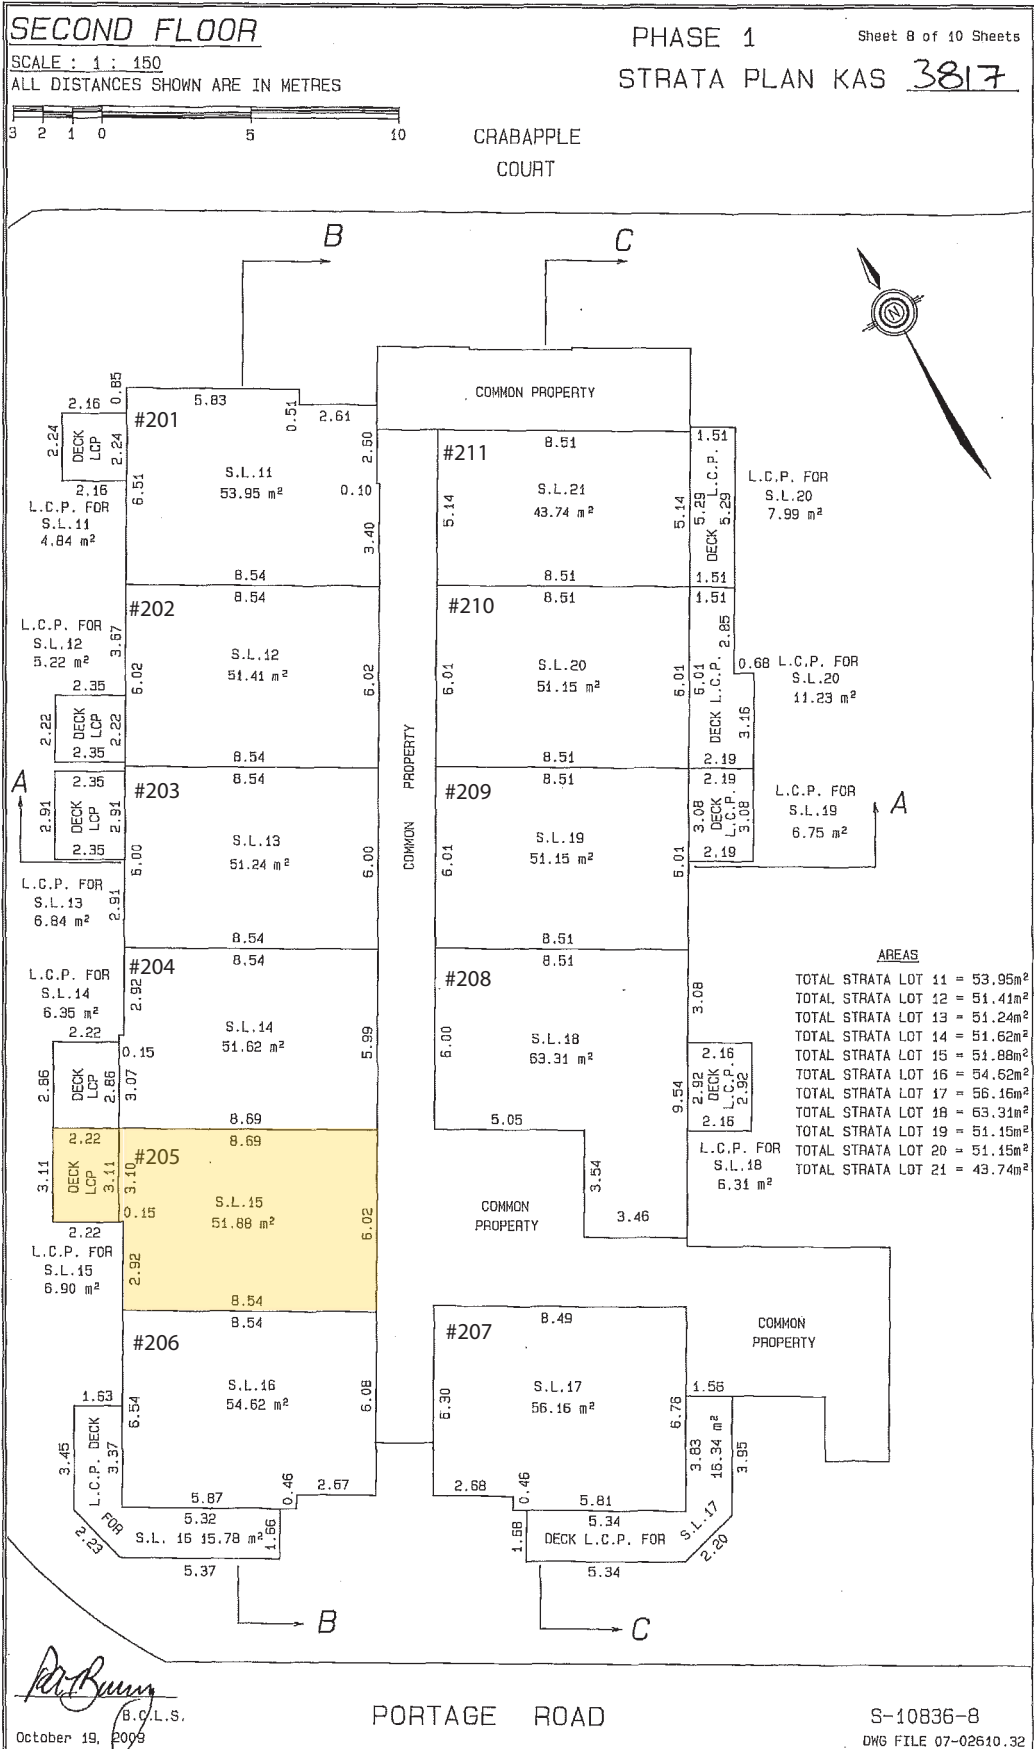 SECOND FLOOR
SCALE : 1 : 150
ALL DISTANCES SHOWN ARE IN METRES
3 2 1 0 5 10
PHASE 1
Sheet 8 of 10 Sheets
STRATA PLAN KAS 3817
CRABAPPLE
COURT
B
C
N
COMMON PROPERTY
#201
5.83
0.85
2.16
2.24
DECK
LCP
2.24
2.16
0.51
2.61
2.60
S.L.11
53.95 m²
6.51
0.10
3.40
8.54
L.C.P. FOR
S.L.11
4.84 m²
#211
8.51
S.L.21
43.74 m²
5.14
5.14
8.51
1.51
DECK L.C.P.
5.29
5.29
1.51
L.C.P. FOR
S.L.20
7.99 m²
#202
8.54
S.L.12
51.41 m²
6.02
6.02
8.54
L.C.P. FOR
S.L.12
5.22 m²
3.67
2.35
2.22
DECK
LCP
2.22
2.35
#210
8.51
S.L.20
51.15 m²
6.01
6.01
8.51
1.51
2.85
6.01
DECK L.C.P.
0.68
3.16
2.19
L.C.P. FOR
S.L.20
11.23 m²
COMMON PROPERTY
A
#203
8.54
S.L.13
51.24 m²
6.00
6.00
8.54
2.35
2.91
DECK
LCP
2.91
2.35
L.C.P. FOR
S.L.13
6.84 m²
2.91
#209
8.51
S.L.19
51.15 m²
6.01
6.01
8.51
2.19
3.08
DECK
L.C.P.
3.08
2.19
L.C.P. FOR
S.L.19
6.75 m²
A
#204
8.54
S.L.14
51.62 m²
2.92
0.15
3.07
5.99
8.69
L.C.P. FOR
S.L.14
6.35 m²
2.22
2.86
DECK
LCP
2.86
#208
8.51
S.L.18
63.31 m²
6.00
5.05
3.54
3.46
9.54
3.08
2.16
2.92
DECK
L.C.P.
2.92
2.16
L.C.P. FOR
S.L.18
6.31 m²
AREAS
TOTAL STRATA LOT 11 = 53.95m²
TOTAL STRATA LOT 12 = 51.41m²
TOTAL STRATA LOT 13 = 51.24m²
TOTAL STRATA LOT 14 = 51.62m²
TOTAL STRATA LOT 15 = 51.88m²
TOTAL STRATA LOT 16 = 54.62m²
TOTAL STRATA LOT 17 = 56.16m²
TOTAL STRATA LOT 18 = 63.31m²
TOTAL STRATA LOT 19 = 51.15m²
TOTAL STRATA LOT 20 = 51.15m²
TOTAL STRATA LOT 21 = 43.74m²
#205
8.69
S.L.15
51.88 m²
3.10
0.15
2.92
6.02
8.54
2.22
3.11
DECK
LCP
3.11
2.22
L.C.P. FOR
S.L.15
6.90 m²
COMMON
PROPERTY
COMMON
PROPERTY
#206
8.54
S.L.16
54.62 m²
6.54
6.08
2.67
0.46
5.87
1.63
3.45
L.C.P. DECK
3.37
FOR
S.L. 16 15.78 m²
5.32
1.66
2.23
5.37
#207
8.49
S.L.17
56.16 m²
6.30
6.76
2.68
0.46
5.81
1.56
3.83
16.34 m²
3.95
5.34
1.68
DECK L.C.P. FOR
S.L.17
2.20
5.34
B
C
B.C.L.S.
October 19, 2009
PORTAGE ROAD
S-10836-8
DWG FILE 07-02610.32